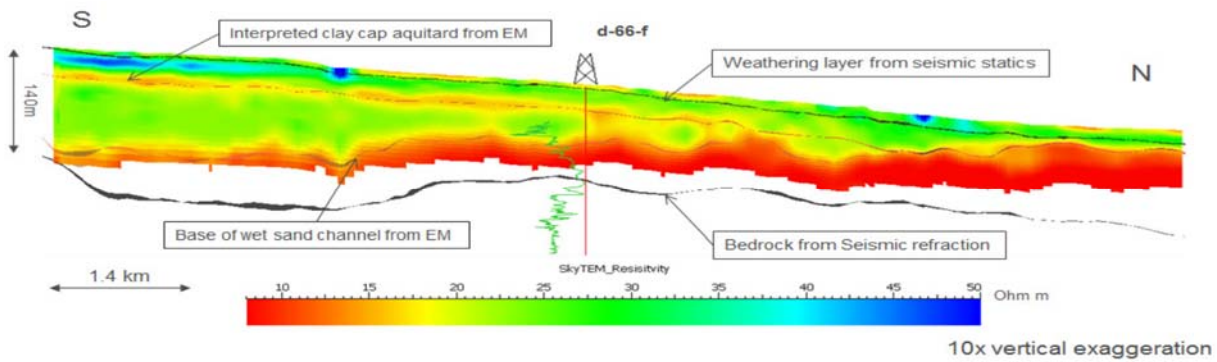 S
d-66-f
Interpreted clay cap aquitard from EM
Weathering layer from seismic statics
N
140m
Base of wet sand channel from EM
Bedrock from Seismic refraction
SkyTEM_Resisitvity
1.4 km
10 15 20 25 30 35 40 45 50
Ohm m
10x vertical exaggeration